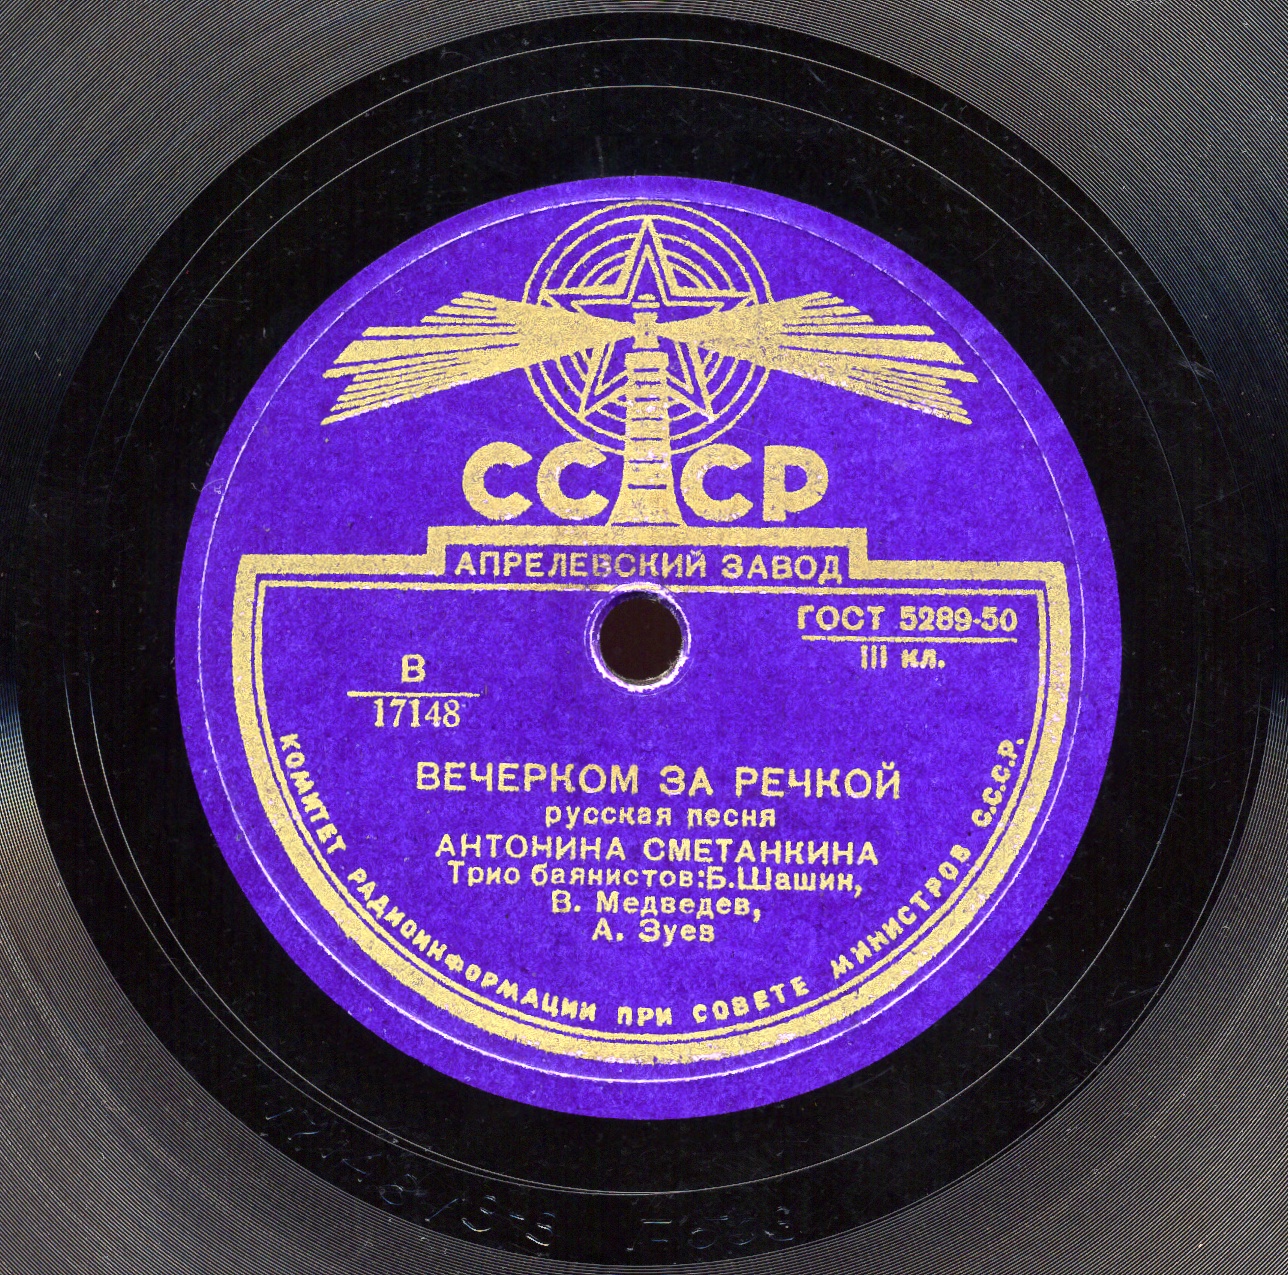 СССР
АПРЕЛЕВСКИЙ ЗАВОД
ГОСТ 5289-50
III кл.
В
17148
ВЕЧЕРКОМ ЗА РЕЧКОЙ
русская песня
АНТОНИНА СМЕТАНКИНА
Трио баянистов:Б.Шашин,
В. Медведев,
А. Зуев
КОМИТЕТ РАДИОИНФОРМАЦИИ ПРИ СОВЕТЕ МИНИСТРОВ С.С.С.Р.